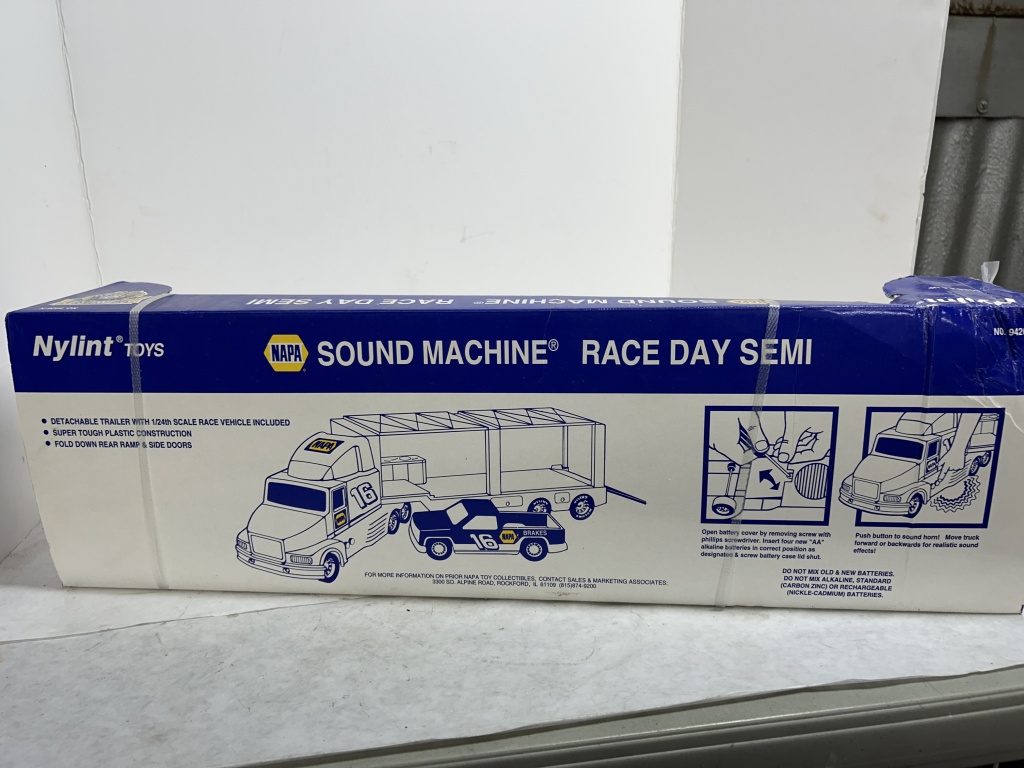 SOUND MACHINE® RACE DAY SEMI
Nylint® TOYS
NAPA SOUND MACHINE® RACE DAY SEMI
Nylint
NO. 942
• DETACHABLE TRAILER WITH 1/24th SCALE RACE VEHICLE INCLUDED
• SUPER TOUGH PLASTIC CONSTRUCTION
• FOLD DOWN REAR RAMP & SIDE DOORS
NAPA
16
NAPA
16
NAPA
BRAKES
Open battery cover by removing screw with
phillips screwdriver. Insert four new "AA"
alkaline batteries in correct position as
designated & screw battery case lid shut.
Push button to sound horn! Move truck
forward or backwards for realistic sound
effects!
FOR MORE INFORMATION ON PRIOR NAPA TOY COLLECTIBLES, CONTACT SALES & MARKETING ASSOCIATES:
3300 SO. ALPINE ROAD, ROCKFORD, IL 61109 (815)874-9200
DO NOT MIX OLD & NEW BATTERIES.
DO NOT MIX ALKALINE, STANDARD
(CARBON ZINC) OR RECHARGEABLE
(NICKLE-CADMIUM) BATTERIES.